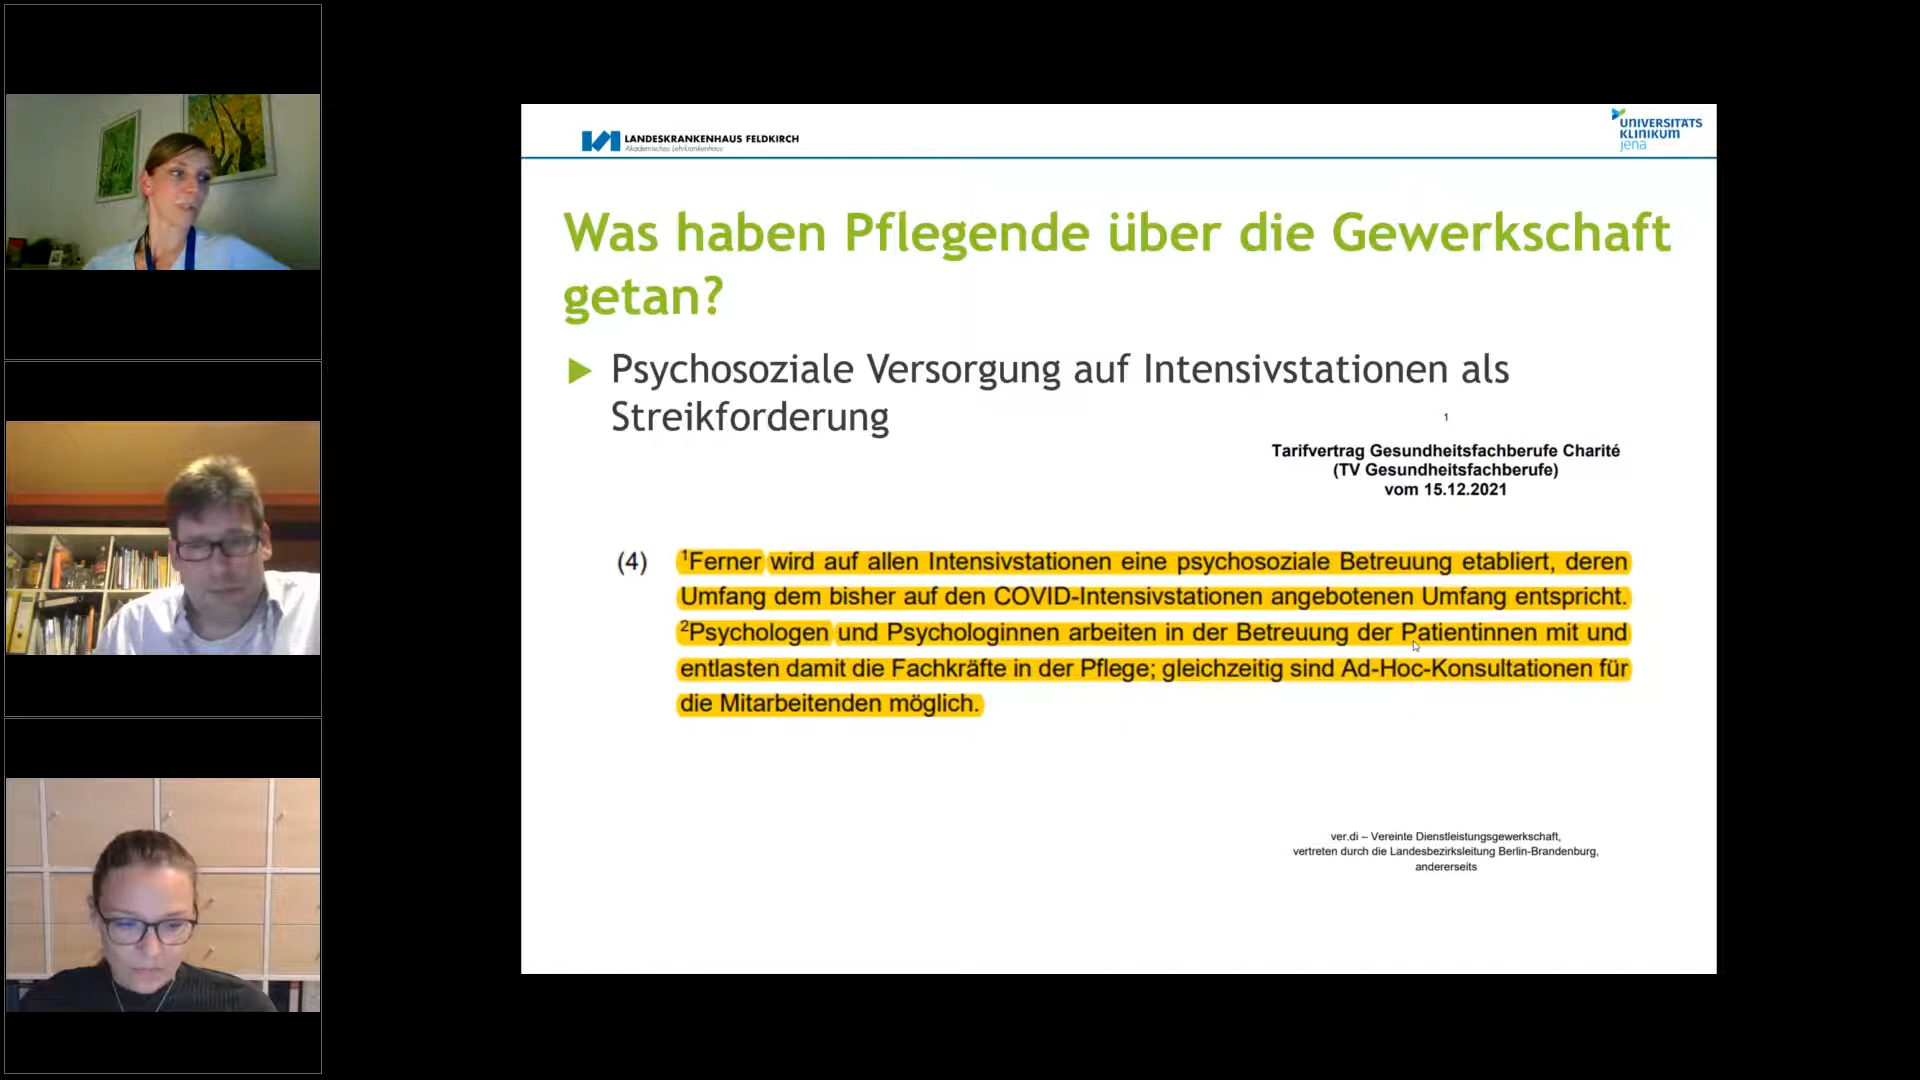 LANDESKRANKENHAUS FELDKIRCH
Akademisches Lehrkrankenhaus
UNIVERSITÄTS
KLINIKUM
jena
Was haben Pflegende über die Gewerkschaft
getan?
Psychosoziale Versorgung auf Intensivstationen als
Streikforderung
1
Tarifvertrag Gesundheitsfachberufe Charité
(TV Gesundheitsfachberufe)
vom 15.12.2021
(4) ¹Ferner wird auf allen Intensivstationen eine psychosoziale Betreuung etabliert, deren
Umfang dem bisher auf den COVID-Intensivstationen angebotenen Umfang entspricht.
²Psychologen und Psychologinnen arbeiten in der Betreuung der Patientinnen mit und
entlasten damit die Fachkräfte in der Pflege; gleichzeitig sind Ad-Hoc-Konsultationen für
die Mitarbeitenden möglich.
ver.di – Vereinte Dienstleistungsgewerkschaft,
vertreten durch die Landesbezirksleitung Berlin-Brandenburg,
andererseits